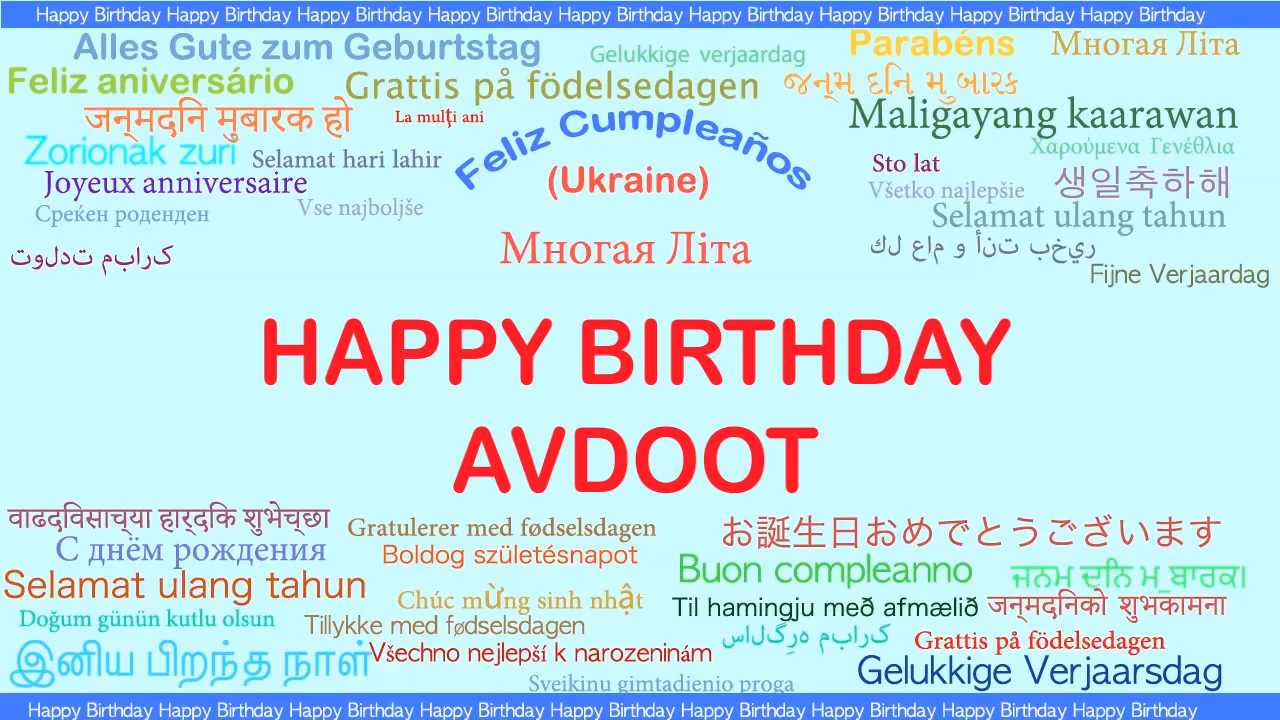 Happy Birthday Happy Birthday Happy Birthday Happy Birthday Happy Birthday Happy Birthday Happy Birthday Happy Birthday Happy Birthday
Alles Gute zum Geburtstag
Gelukkige verjaardag
Parabéns
Многая Літа
Feliz aniversário
Grattis på födelsedagen
જન્મ દિન મુબારક
जन्मदिन मुबारक हो
La mulţi ani
Feliz Cumpleaños
Maligayang kaarawan
Zorionak zuri
Selamat hari lahir
(Ukraine)
Sto lat
Χαρούμενα Γενέθλια
Joyeux anniversaire
Všetko najlepšie
생일축하해
Среќен роденден
Vse najboljše
Selamat ulang tahun
Многая Літа
تولدت مبارک
كل عام و أنت بخير
Fijne Verjaardag
HAPPY BIRTHDAY
AVDOOT
वाढदिवसाच्या हार्दिक शुभेच्छा
Gratulerer med fødselsdagen
お誕生日おめでとうございます
С днём рождения
Boldog születésnapot
Selamat ulang tahun
Buon compleanno
ਜਨਮ ਦਿਨ ਮੁਬਾਰਕ।
Chúc mừng sinh nhật
Til hamingju með afmælið
जन्मदिनको शुभकामना
Doğum günün kutlu olsun
Tillykke med fødselsdagen
سالگرہ مبارک
Grattis på födelsedagen
இனிய பிறந்த நாள்
Všechno nejlepší k narozeninám
Gelukkige Verjaarsdag
Sveikinu gimtadienio proga
Happy Birthday Happy Birthday Happy Birthday Happy Birthday Happy Birthday Happy Birthday Happy Birthday Happy Birthday Happy Birthday